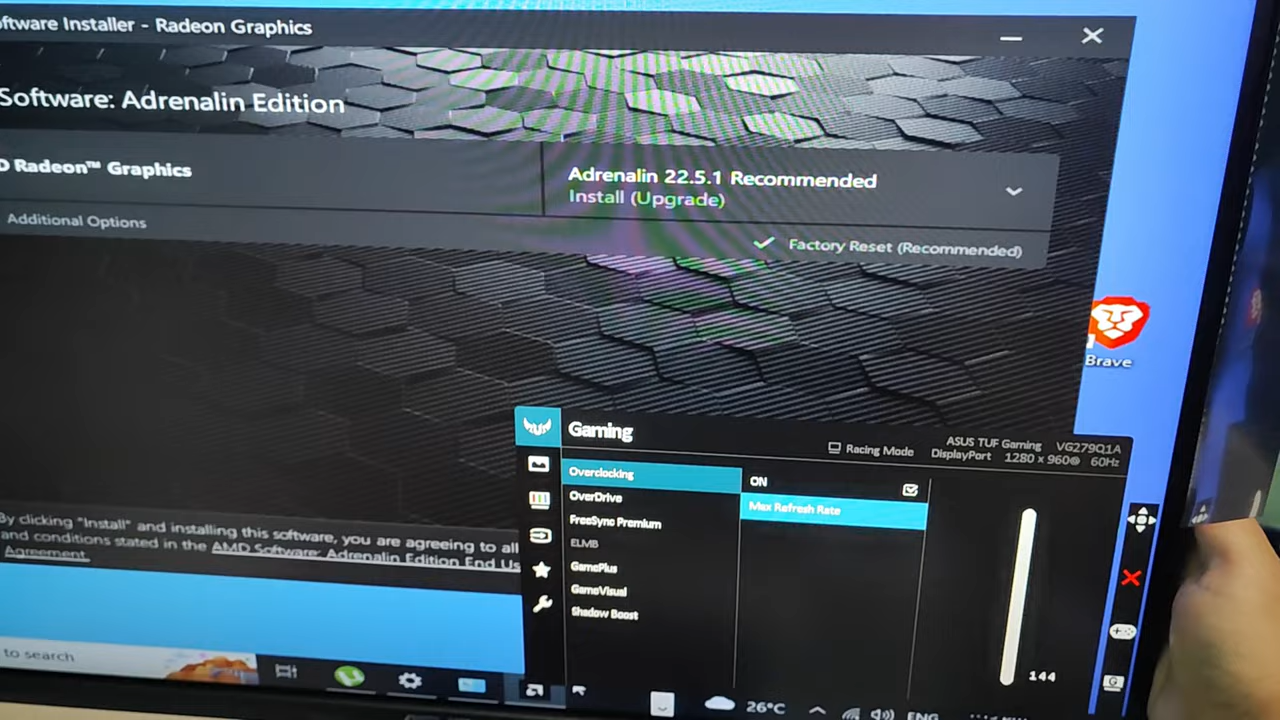 ftware Installer - Radeon Graphics
Software: Adrenalin Edition
D Radeon™ Graphics
Adrenalin 22.5.1 Recommended
Install (Upgrade)
Additional Options
Factory Reset (Recommended)
Brave
Gaming
Racing Mode
ASUS TUF Gaming VG279Q1A
DisplayPort 1280 x 960@ 60Hz
Overclocking
ON
OverDrive
Max Refresh Rate
FreeSync Premium
ELMB
GamePlus
GameVisual
Shadow Boost
144
By clicking "Install" and installing this software, you are agreeing to all
and conditions stated in the AMD Software: Adrenalin Edition End Us
Agreement.
to search
26°C
ENG